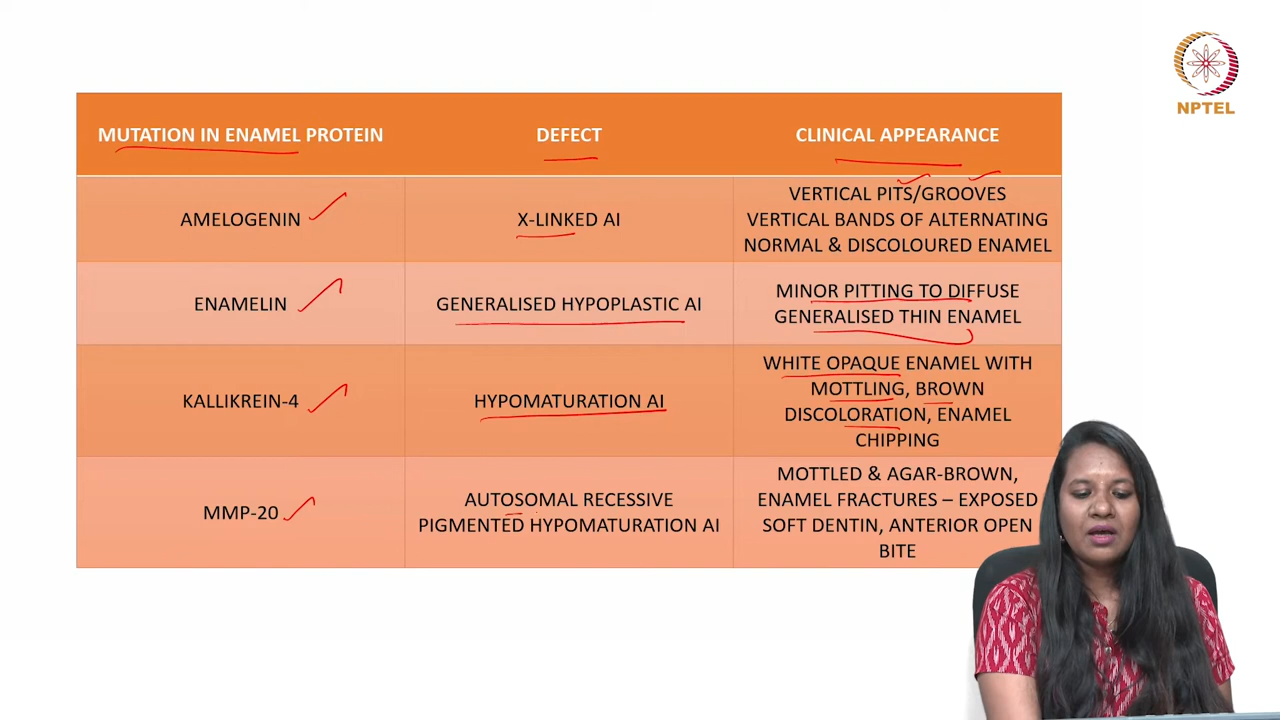 NPTEL
MUTATION IN ENAMEL PROTEIN
DEFECT
CLINICAL APPEARANCE
AMELOGENIN
X-LINKED AI
VERTICAL PITS/GROOVES
VERTICAL BANDS OF ALTERNATING
NORMAL & DISCOLOURED ENAMEL
ENAMELIN
GENERALISED HYPOPLASTIC AI
MINOR PITTING TO DIFFUSE
GENERALISED THIN ENAMEL
KALLIKREIN-4
HYPOMATURATION AI
WHITE OPAQUE ENAMEL WITH
MOTTLING, BROWN
DISCOLORATION, ENAMEL
CHIPPING
MMP-20
AUTOSOMAL RECESSIVE
PIGMENTED HYPOMATURATION AI
MOTTLED & AGAR-BROWN,
ENAMEL FRACTURES – EXPOSED
SOFT DENTIN, ANTERIOR OPEN
BITE